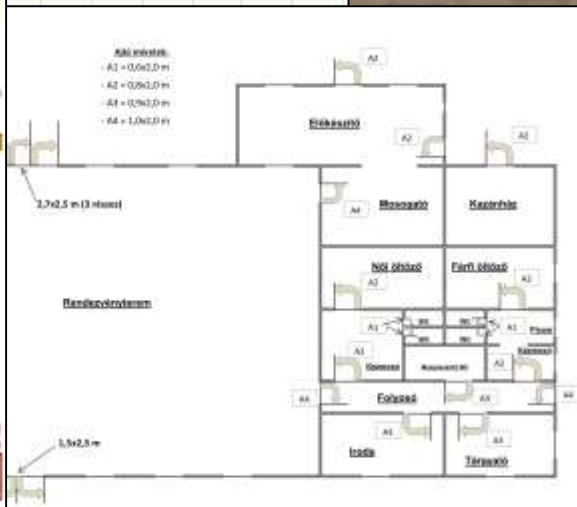 Ajtó méretek:
- A1 = 0,6x2,0 m
- A2 = 0,8x2,0 m
- A3 = 0,9x2,0 m
- A4 = 1,0x2,0 m
A3
Előkészítő
A2
A2
2,7x2,5 m (3 részes)
A4
Mosogató
Kazánház
Női öltöző
Férfi öltöző
A2
A2
Rendezvényterem
A1
A1
A2
A2
A4
Folyosó
A3
A4
A3
A3
1,5x2,5 m
Iroda
Tárgyaló